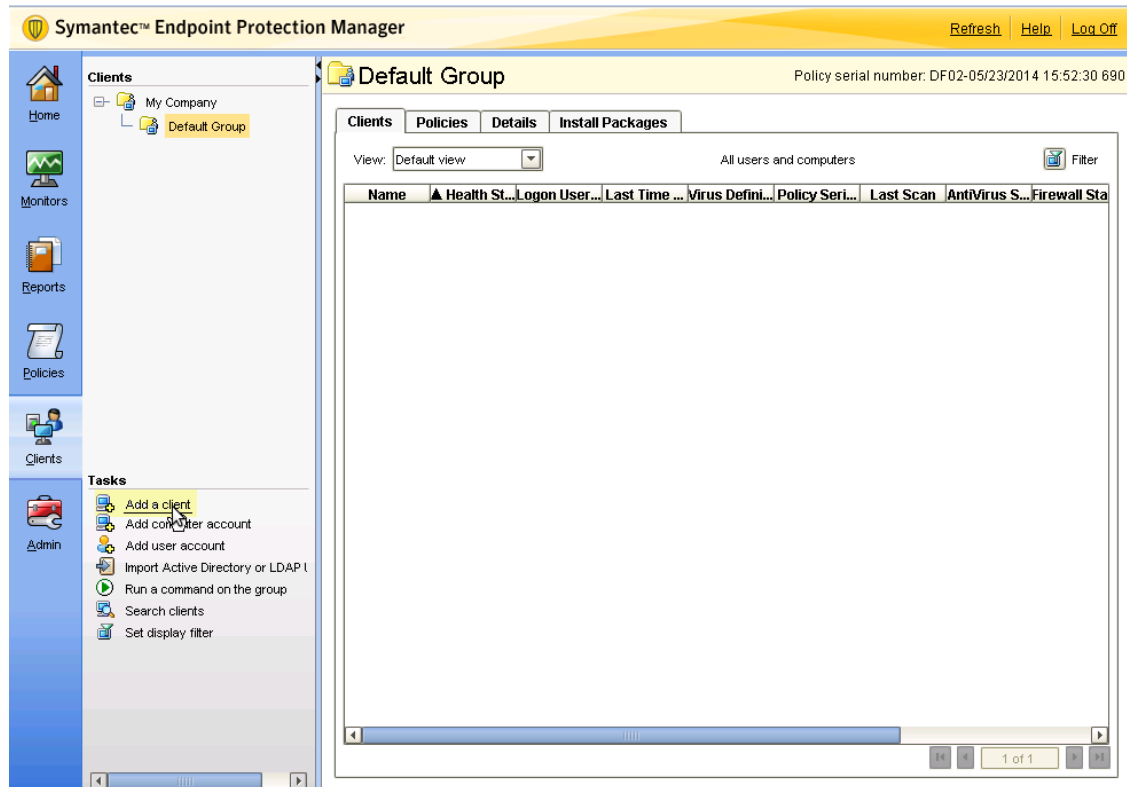 Symantec™ Endpoint Protection Manager
Refresh Help Log Off
Home
Monitors
Reports
Policies
Clients
Admin
Clients
My Company
Default Group
Tasks
Add a client
Add computer account
Add user account
Import Active Directory or LDAP
Run a command on the group
Search clients
Set display filter
Default Group
Policy serial number: DF02-05/23/2014 15:52:30 690
Clients Policies Details Install Packages
View: Default view All users and computers Filter
Name Health St... Logon User... Last Time ... Virus Defini... Policy Seri... Last Scan AntiVirus S... Firewall Sta
1 of 1